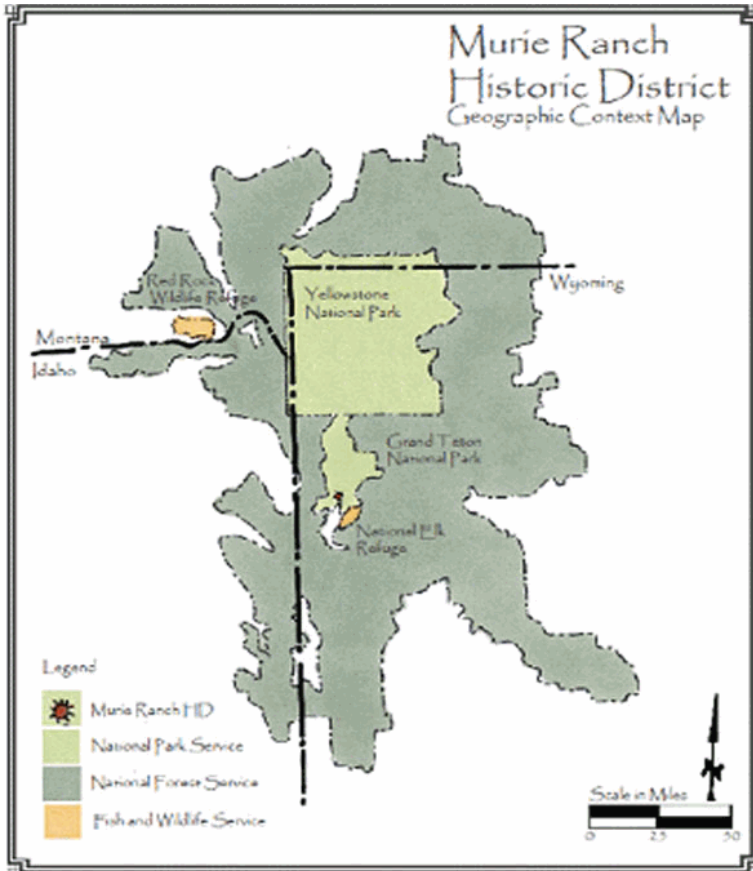 Murie Ranch
Historic District
Geographic Context Map
Red Rock
Wildlife Refuge
Yellowstone
National Park
Wyoming
Montana
Idaho
Grand Teton
National Park
National Elk
Refuge
Legend
Murie Ranch HD
National Park Service
National Forest Service
Fish and Wildlife Service
N
Scale in Miles
0 25 50